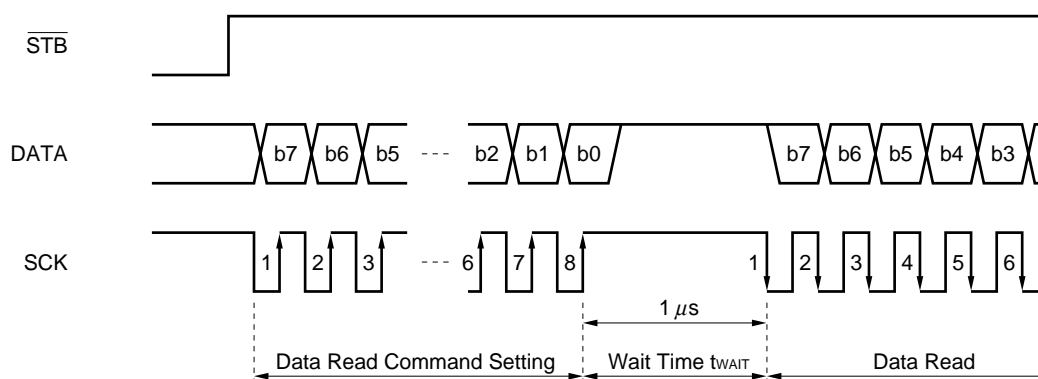 STB
DATA b7 b6 b5 b2 b1 b0 b7 b6 b5 b4 b3
SCK 1 2 3 6 7 8 1 2 3 4 5 6
1 μs
Data Read Command Setting Wait Time tWAIT Data Read